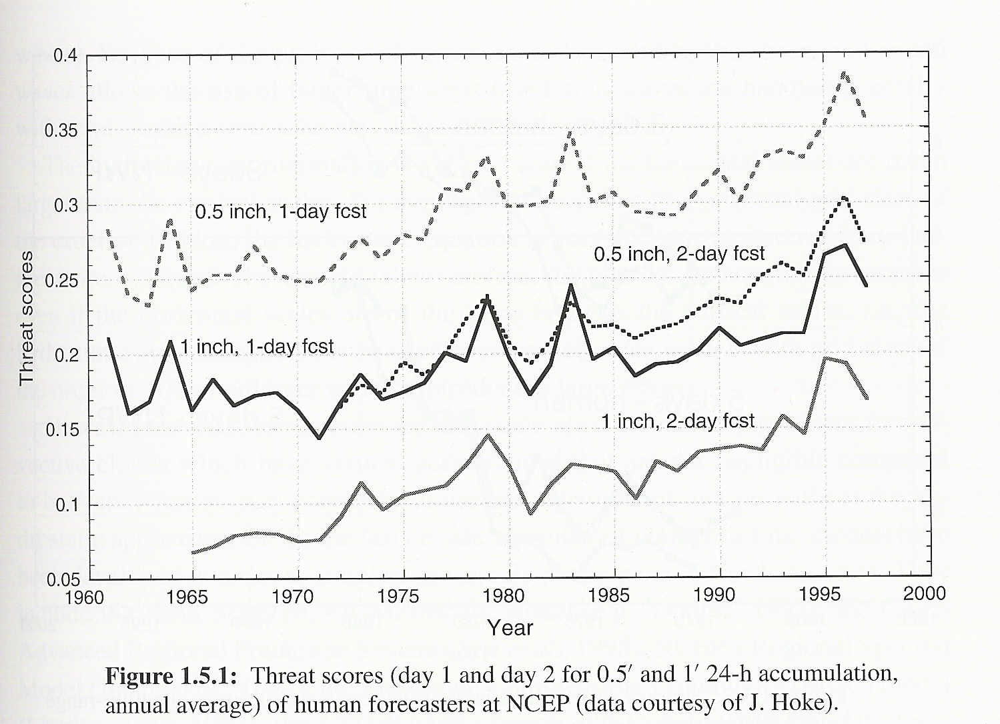 0.4
0.35
0.3
0.25
0.2
0.15
0.1
0.05
Threat scores
0.5 inch, 1-day fcst
0.5 inch, 2-day fcst
1 inch, 1-day fcst
1 inch, 2-day fcst
1960 1965 1970 1975 1980 1985 1990 1995 2000
Year
Figure 1.5.1: Threat scores (day 1 and day 2 for 0.5′ and 1′ 24-h accumulation,
annual average) of human forecasters at NCEP (data courtesy of J. Hoke).